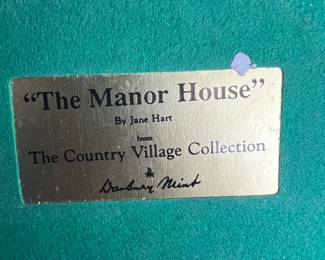 "The Manor House"
By Jane Hart
from
The Country Village Collection
Danbury Mint